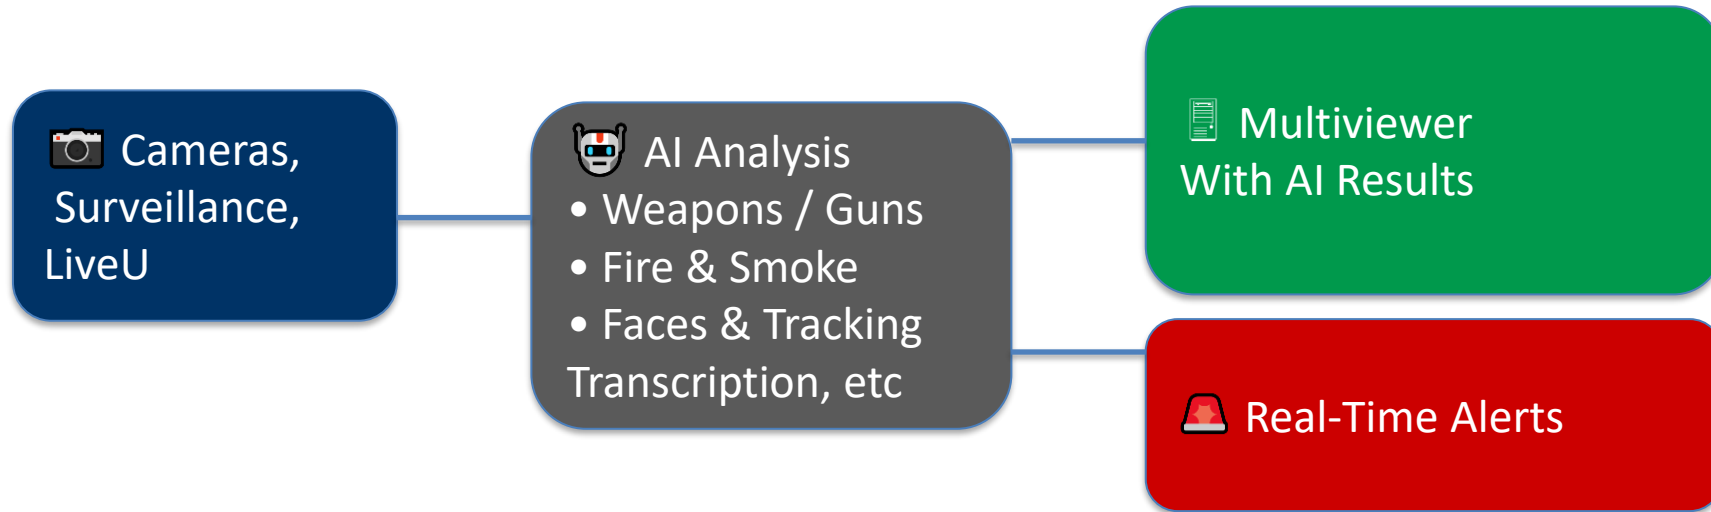 Cameras,
Surveillance,
LiveU
AI Analysis
• Weapons / Guns
• Fire & Smoke
• Faces & Tracking
Transcription, etc
Multiviewer
With AI Results
Real-Time Alerts